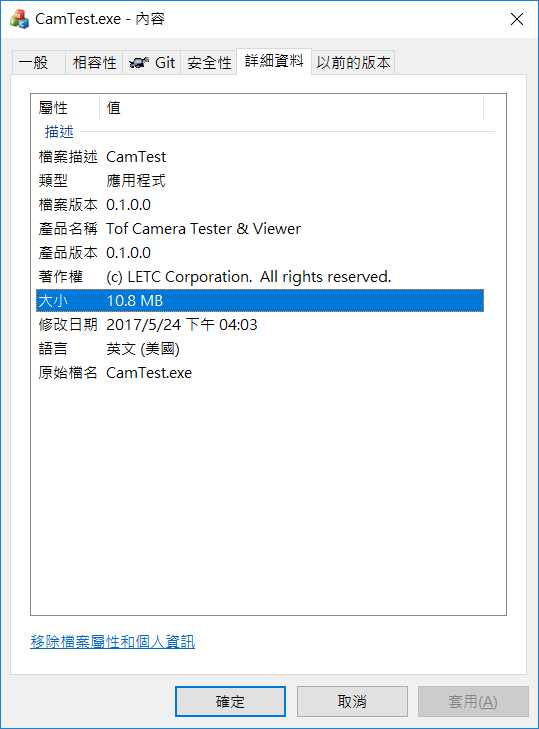 CamTest.exe - 內容
一般 相容性 Git 安全性 詳細資料 以前的版本
屬性 值
描述
檔案描述 CamTest
類型 應用程式
檔案版本 0.1.0.0
產品名稱 Tof Camera Tester & Viewer
產品版本 0.1.0.0
著作權 (c) LETC Corporation.  All rights reserved.
大小 10.8 MB
修改日期 2017/5/24 下午 04:03
語言 英文 (美國)
原始檔名 CamTest.exe
移除檔案屬性和個人資訊
確定 取消 套用(A)